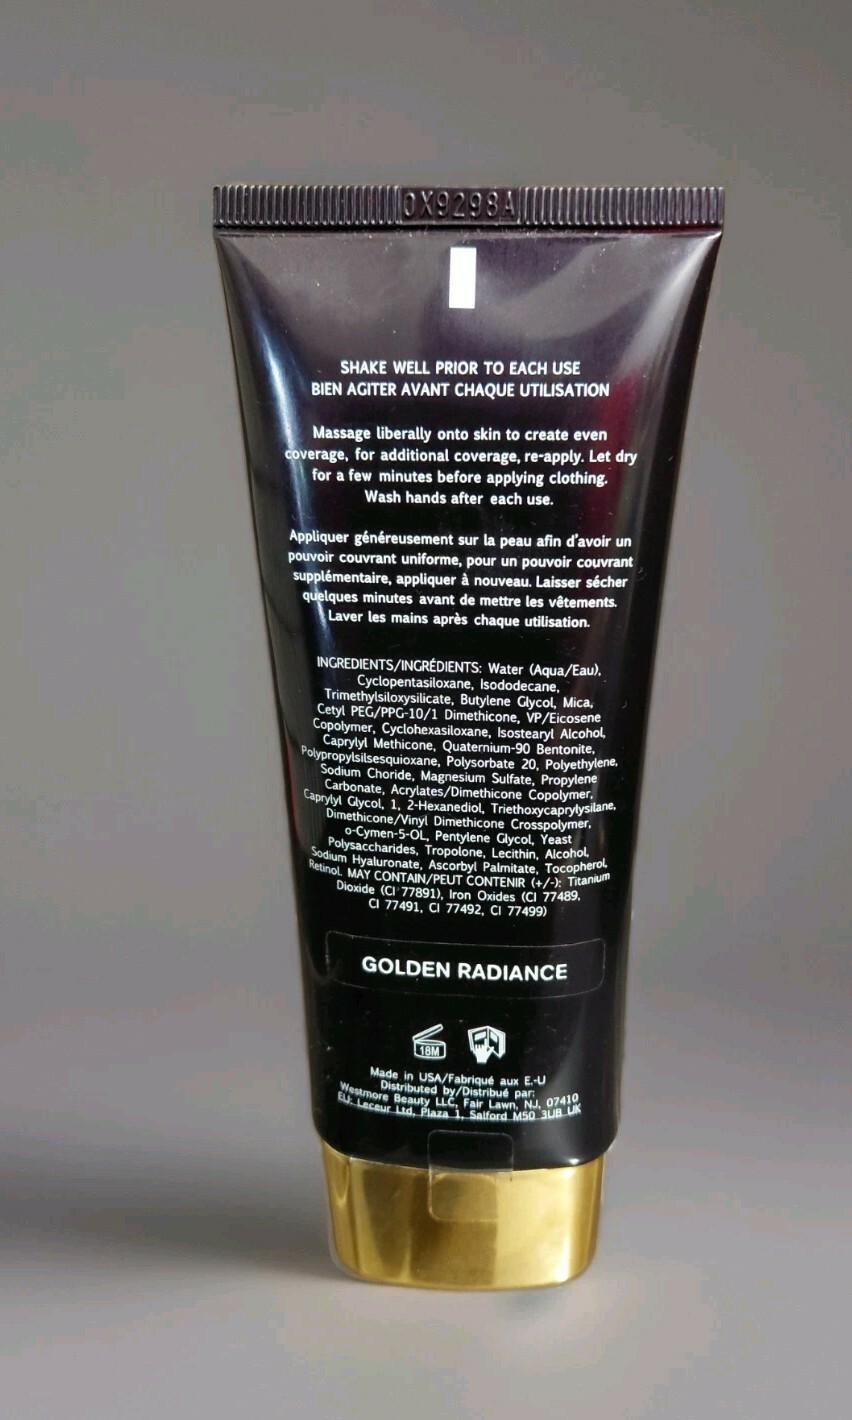 0X9298A
SHAKE WELL PRIOR TO EACH USE
BIEN AGITER AVANT CHAQUE UTILISATION
Massage liberally onto skin to create even
coverage, for additional coverage, re-apply. Let dry
for a few minutes before applying clothing.
Wash hands after each use.
Appliquer généreusement sur la peau afin d'avoir un
pouvoir couvrant uniforme, pour un pouvoir couvrant
supplémentaire, appliquer à nouveau. Laisser sécher
quelques minutes avant de mettre les vêtements.
Laver les mains après chaque utilisation.
INGREDIENTS/INGRÉDIENTS: Water (Aqua/Eau),
Cyclopentasiloxane, Isododecane,
Trimethylsiloxysilicate, Butylene Glycol, Mica,
Cetyl PEG/PPG-10/1 Dimethicone, VP/Eicosene
Copolymer, Cyclohexasiloxane, Isostearyl Alcohol,
Caprylyl Methicone, Quaternium-90 Bentonite,
Polypropylsilsesquioxane, Polysorbate 20, Polyethylene,
Sodium Choride, Magnesium Sulfate, Propylene
Carbonate, Acrylates/Dimethicone Copolymer,
Caprylyl Glycol, 1, 2-Hexanediol, Triethoxycaprylysilane,
Dimethicone/Vinyl Dimethicone Crosspolymer,
o-Cymen-5-OL, Pentylene Glycol, Yeast
Polysaccharides, Tropolone, Lecithin, Alcohol,
Sodium Hyaluronate, Ascorbyl Palmitate, Tocopherol,
Retinol. MAY CONTAIN/PEUT CONTENIR (+/-): Titanium
Dioxide (CI 77891), Iron Oxides (CI 77489,
CI 77491, CI 77492, CI 77499)
GOLDEN RADIANCE
18M
Made in USA/Fabriqué aux E.-U
Distributed by/Distribué par:
Westmore Beauty LLC, Fair Lawn, NJ, 07410
EU: Leceur Ltd, Plaza 1, Salford M50 3UB UK